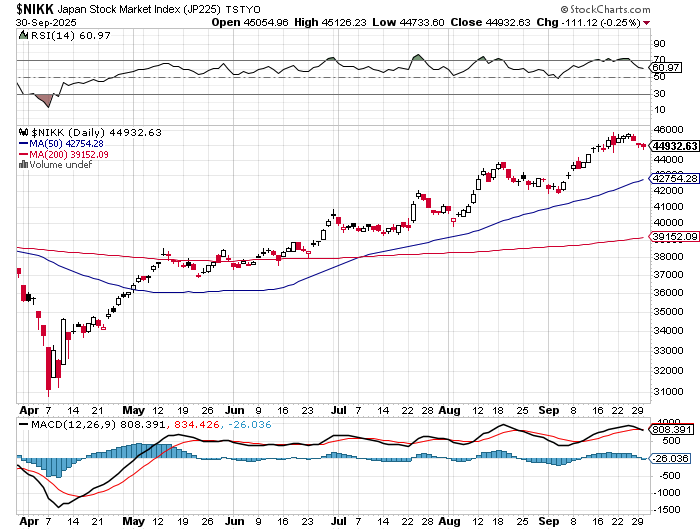 $NIKK Japan Stock Market Index (JP225) TSTYO
© StockCharts.com
30-Sep-2025
Open 45054.96 High 45126.23 Low 44733.60 Close 44932.63 Chg -111.12 (-0.25%)
RSI(14) 60.97
90
70
60.97
50
30
10
$NIKK (Daily) 44932.63
MA(50) 42754.28
MA(200) 39152.09
Volume undef
46000
44932.63
44000
43000
42754.28
42000
41000
40000
39152.09
38000
37000
36000
35000
34000
33000
32000
31000
Apr 7 14 21 May 12 19 26 Jun 9 16 23 Jul 7 14 22 28 Aug 12 18 25 Sep 8 16 22 29
MACD(12,26,9) 808.391, 834.426, -26.036
1000
808.391
500
-26.036
-500
-1000
-1500
Apr 7 14 21 May 12 19 26 Jun 9 16 23 Jul 7 14 22 28 Aug 12 18 25 Sep 8 16 22 29